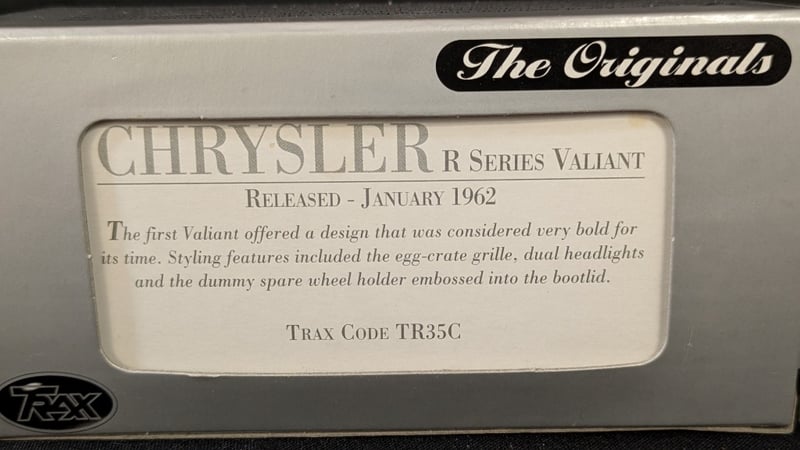 The Originals
CHRYSLER R SERIES VALIANT
RELEASED - JANUARY 1962
The first Valiant offered a design that was considered very bold for
its time. Styling features included the egg-crate grille, dual headlights
and the dummy spare wheel holder embossed into the bootlid.
TRAX CODE TR35C
TRAX